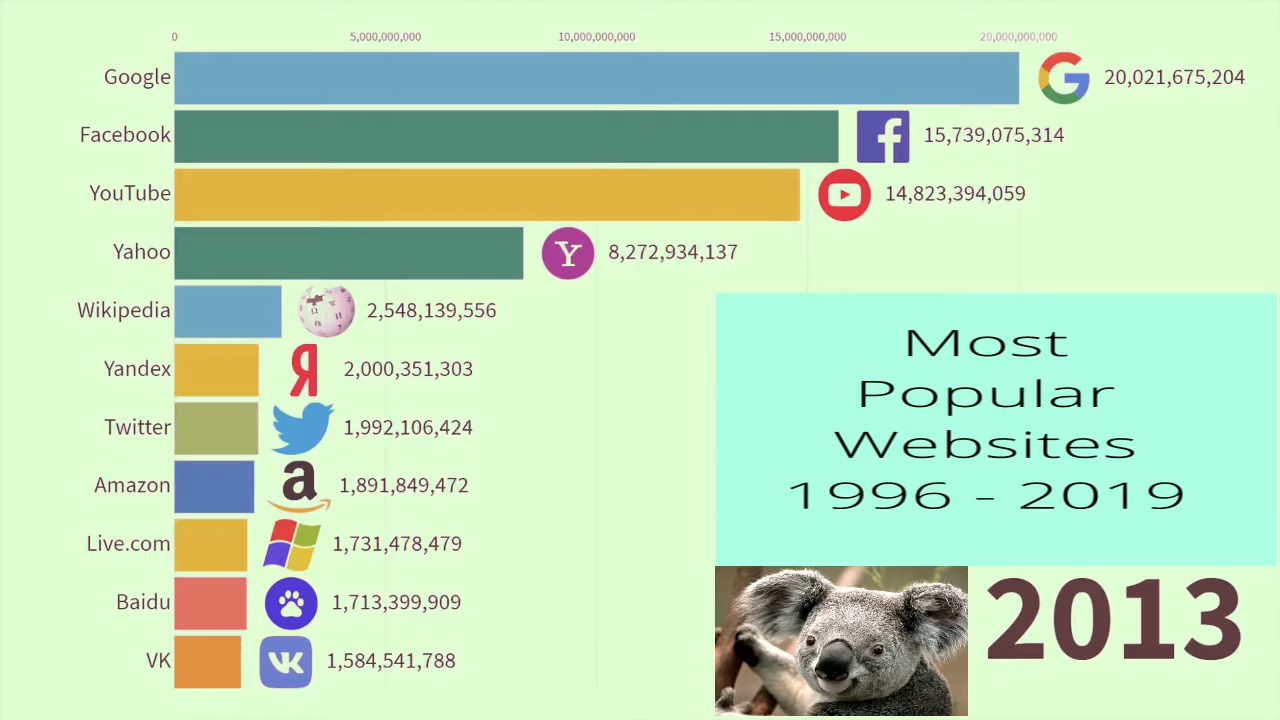 0 5,000,000,000 10,000,000,000 15,000,000,000 20,000,000,000
Google 20,021,675,204
Facebook f 15,739,075,314
YouTube 14,823,394,059
Yahoo Y 8,272,934,137
Wikipedia 2,548,139,556
Yandex Я 2,000,351,303
Twitter 1,992,106,424
Amazon a 1,891,849,472
Live.com 1,731,478,479
Baidu 1,713,399,909
VK VK 1,584,541,788
Most
Popular
Websites
1996 - 2019
2013